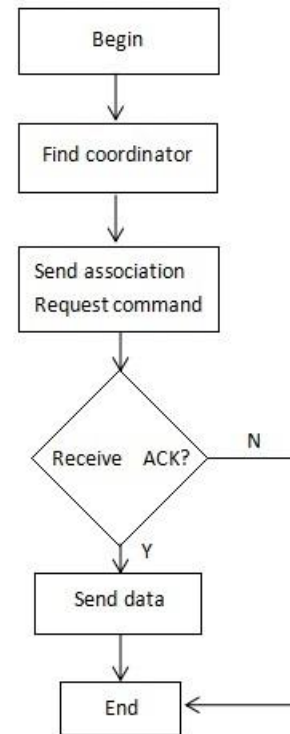 Begin
Find coordinator
Send association
Request command
Receive ACK?
N
Y
Send data
End